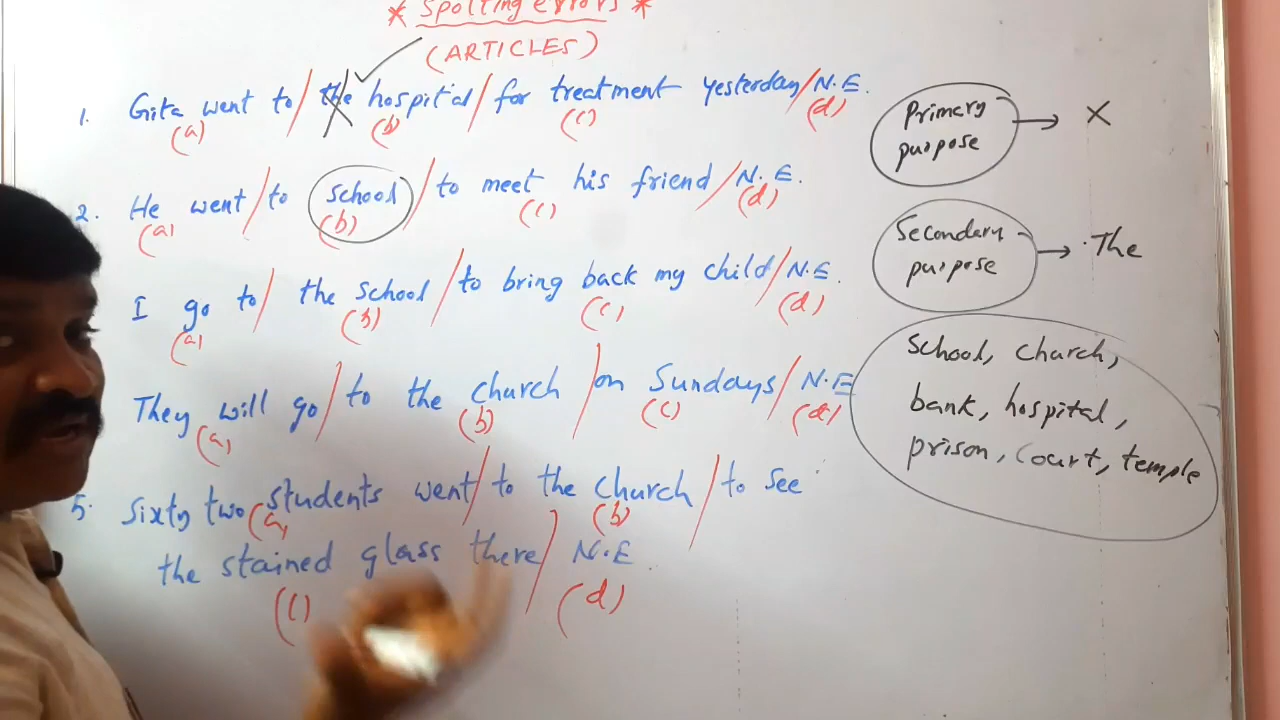 * Spotting errors *
(ARTICLES)
1. Gita went to / the hospital / for treatment yesterday / N.E.
(a) (b) (c) (d)
2. He went / to school / to meet his friend / N.E.
(a) (b) (c) (d)
I go to / the school / to bring back my child / N.E.
(a) (b) (c) (d)
They will go / to the church / on Sundays / N.E
(a) (b) (c) (d)
5. Sixty two students went / to the church / to see
(a) (b)
the stained glass there / N.E.
(c) (d)
Primary purpose → X
Secondary purpose → The
School, church,
bank, hospital,
prison, court, temple